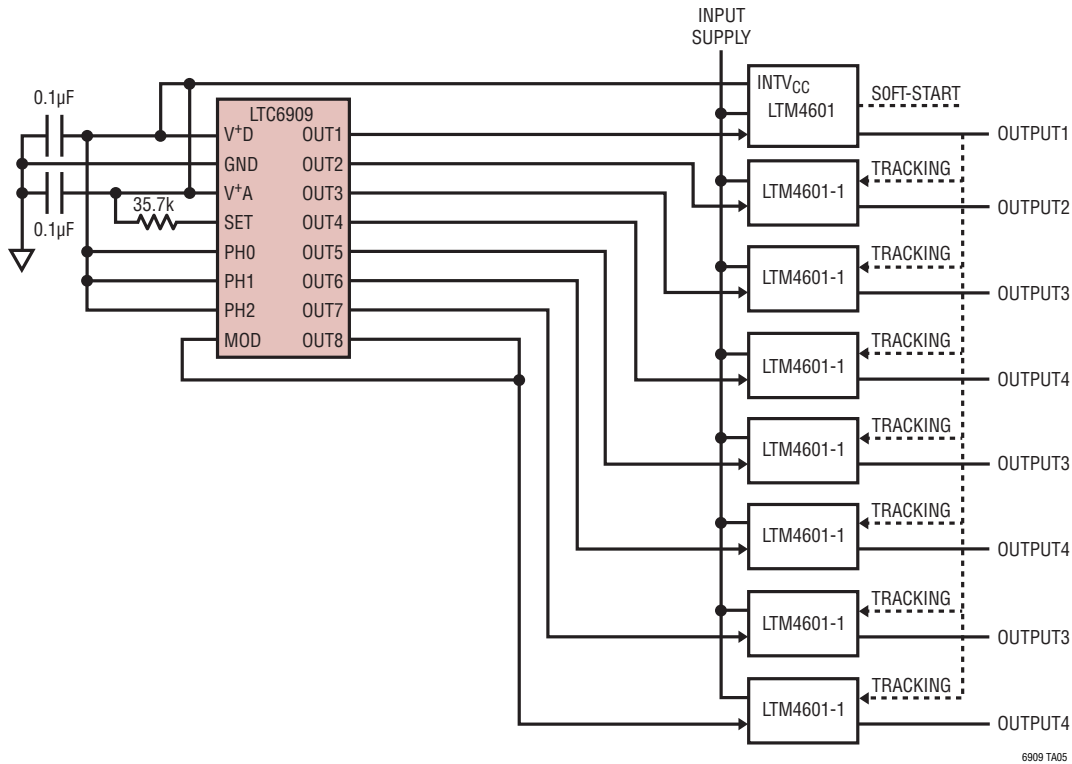 INPUT
SUPPLY
INTVCC
LTM4601
SOFT-START
OUTPUT1
0.1µF
LTC6909
V+D
OUT1
GND
OUT2
V+A
OUT3
35.7k
SET
OUT4
0.1µF
PH0
OUT5
PH1
OUT6
PH2
OUT7
MOD
OUT8
TRACKING
LTM4601-1
OUTPUT2
TRACKING
LTM4601-1
OUTPUT3
TRACKING
LTM4601-1
OUTPUT4
TRACKING
LTM4601-1
OUTPUT3
TRACKING
LTM4601-1
OUTPUT4
TRACKING
LTM4601-1
OUTPUT3
TRACKING
LTM4601-1
OUTPUT4
6909 TA05